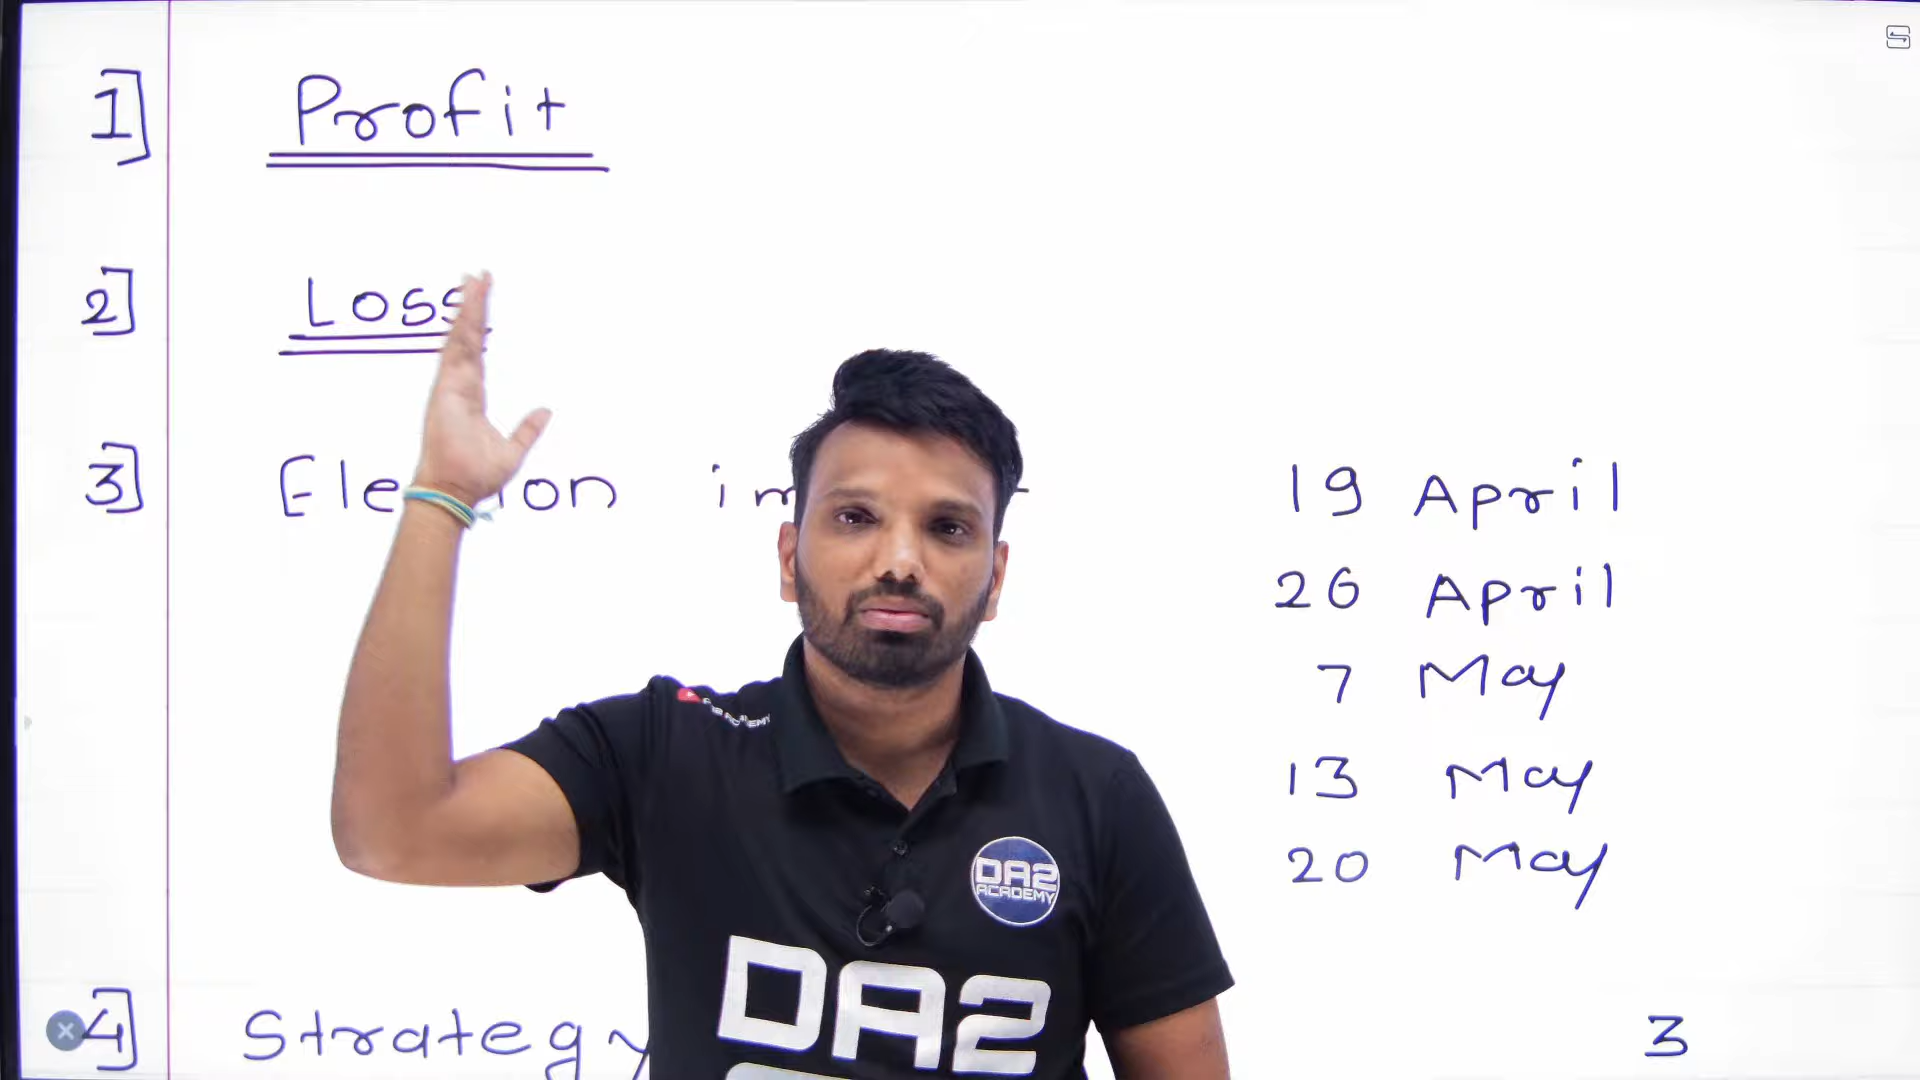 1] Profit
2] Loss
3]
19 April
26 April
7 May
13 May
20 May
4] Strategy
3
DA2
ACADEMY
DA2